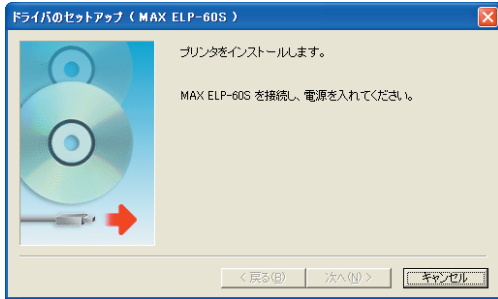 ドライバのセットアップ ( MAX ELP-60S )
プリンタをインストールします。
MAX ELP-60S を接続し、電源を入れてください。
< 戻る(B)
次へ(N) >
キャンセル